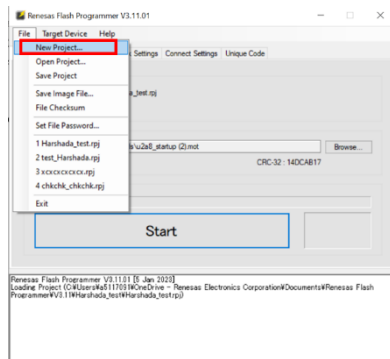 Renesas Flash Programmer V3.11.01
File Target Device Help
New Project...
Open Project...
Save Project
Save Image File...
File Checksum
Set File Password...
1 Harshada_test.rpj
2 test_Harshada.rpj
3 xcxcxcxcxcx.rpj
4 chkchk_chkchk.rpj
Exit
Settings Connect Settings Unique Code
_test.rpj
\u2a8_startup (2).mot Browse...
CRC-32 : 14DCAB17
Start
Renesas Flash Programmer V3.11.01 [5 Jan 2023]
Loading Project (C:¥Users¥a5117091¥OneDrive - Renesas Electronics Corporation¥Documents¥Renesas Flash
Programmer¥V3.11¥Harshada_test¥Harshada_test.rpj)